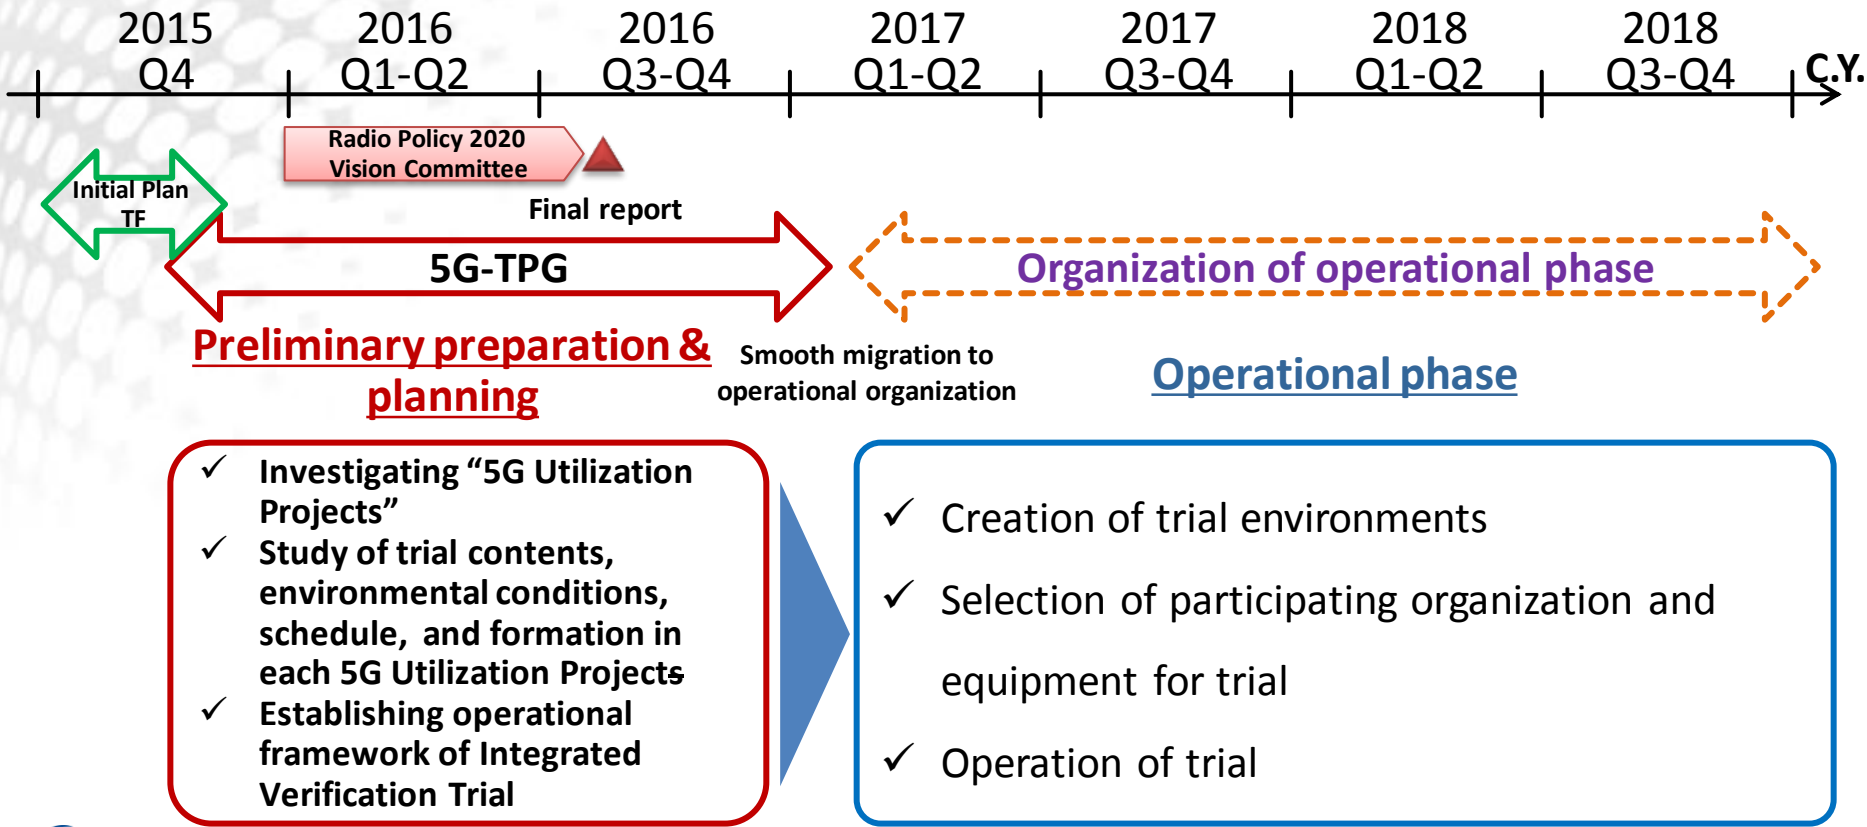 2015
Q4
2016
Q1-Q2
2016
Q3-Q4
2017
Q1-Q2
2017
Q3-Q4
2018
Q1-Q2
2018
Q3-Q4
C.Y.
Radio Policy 2020
Vision Committee
Initial Plan
TF
Final report
5G-TPG
Organization of operational phase
Preliminary preparation &
planning
Smooth migration to
operational organization
Operational phase
✓ Investigating “5G Utilization
Projects”
✓ Study of trial contents,
environmental conditions,
schedule, and formation in
each 5G Utilization Projects
✓ Establishing operational
framework of Integrated
Verification Trial
✓ Creation of trial environments
✓ Selection of participating organization and
equipment for trial
✓ Operation of trial